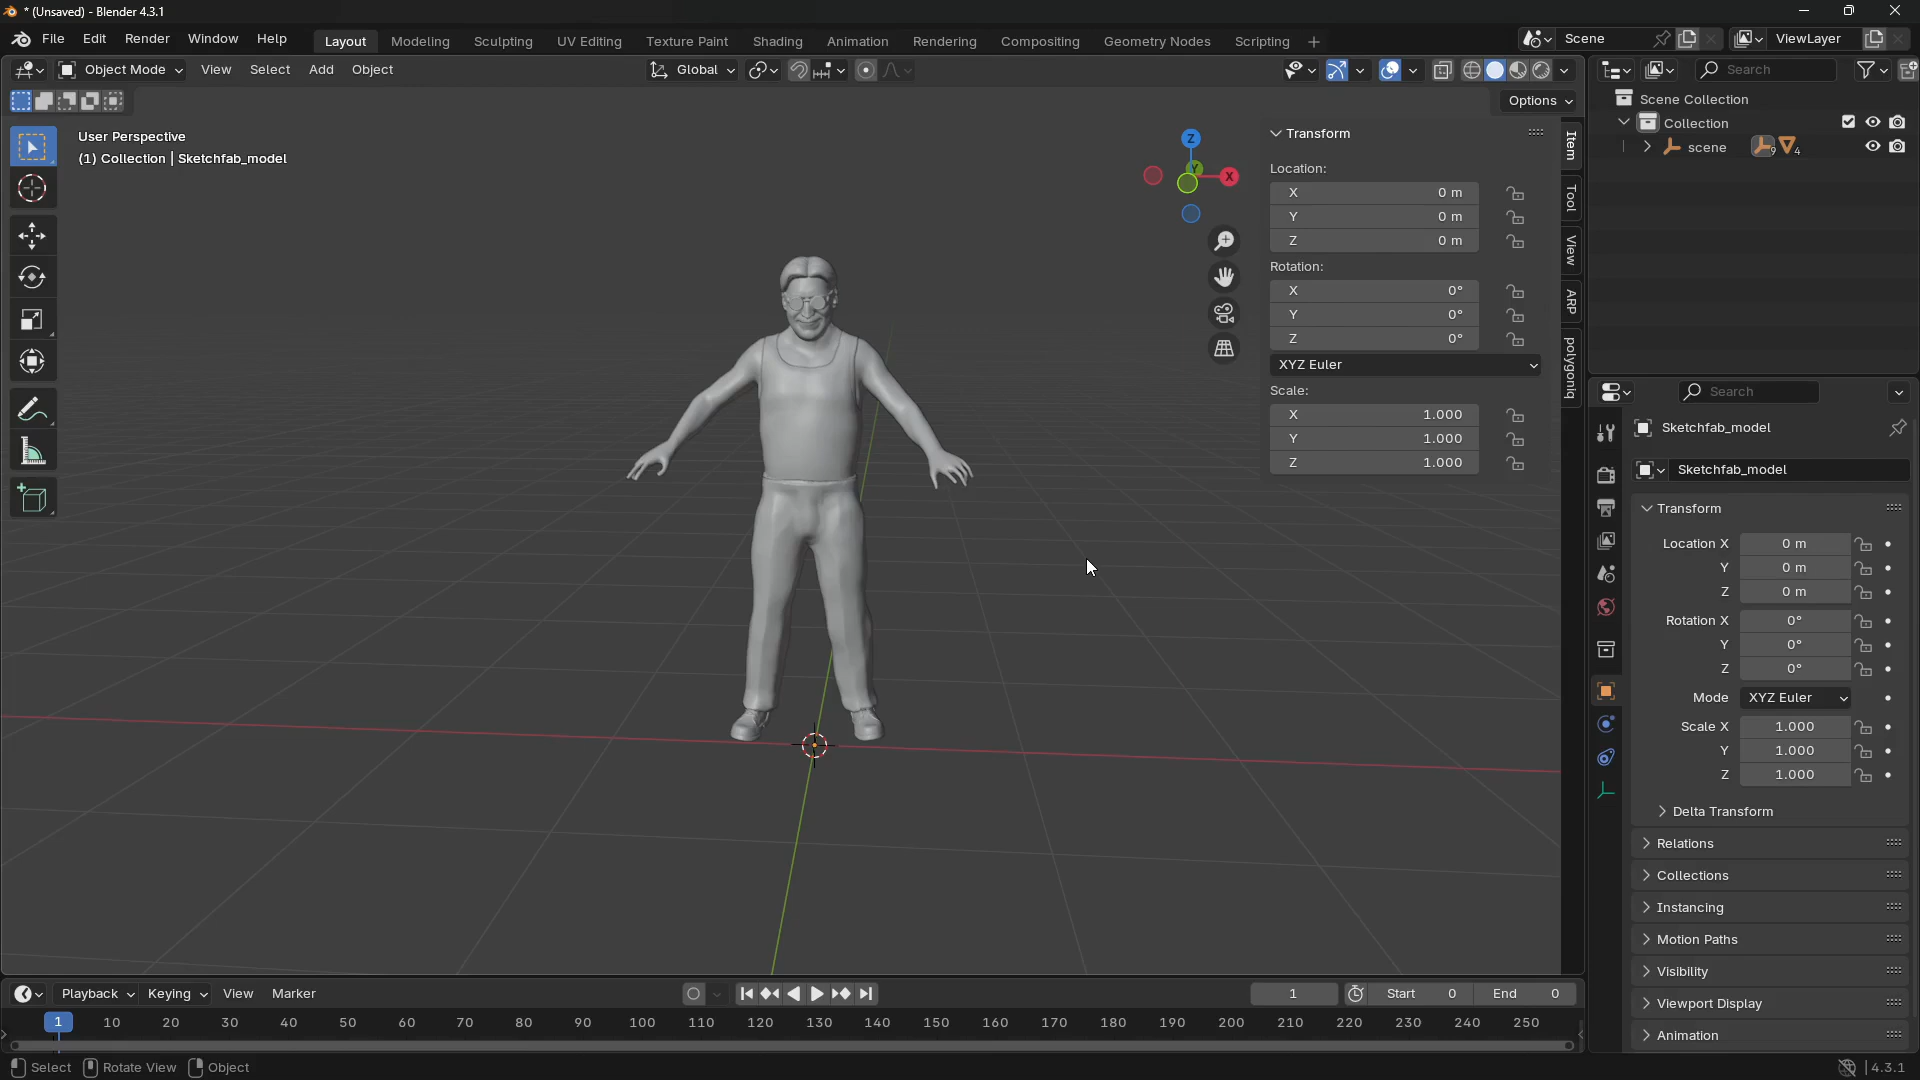 * (Unsaved) - Blender 4.3.1
File Edit Render Window Help
Layout Modeling Sculpting UV Editing Texture Paint Shading Animation Rendering Compositing Geometry Nodes Scripting +
Scene
ViewLayer
Object Mode View Select Add Object
Global
Options
User Perspective
(1) Collection | Sketchfab_model
Z
Y
X
Transform
Location:
X 0 m
Y 0 m
Z 0 m
Rotation:
X 0°
Y 0°
Z 0°
XYZ Euler
Scale:
X 1.000
Y 1.000
Z 1.000
Item
Tool
View
ARP
polygoniq
Search
Scene Collection
Collection
scene 9 4
Search
Sketchfab_model
Sketchfab_model
Transform
Location X 0 m
Y 0 m
Z 0 m
Rotation X 0°
Y 0°
Z 0°
Mode XYZ Euler
Scale X 1.000
Y 1.000
Z 1.000
Delta Transform
Relations
Collections
Instancing
Motion Paths
Visibility
Viewport Display
Animation
Playback Keying View Marker
1
Start 0
End 0
1 10 20 30 40 50 60 70 80 90 100 110 120 130 140 150 160 170 180 190 200 210 220 230 240 250
Select Rotate View Object
4.3.1